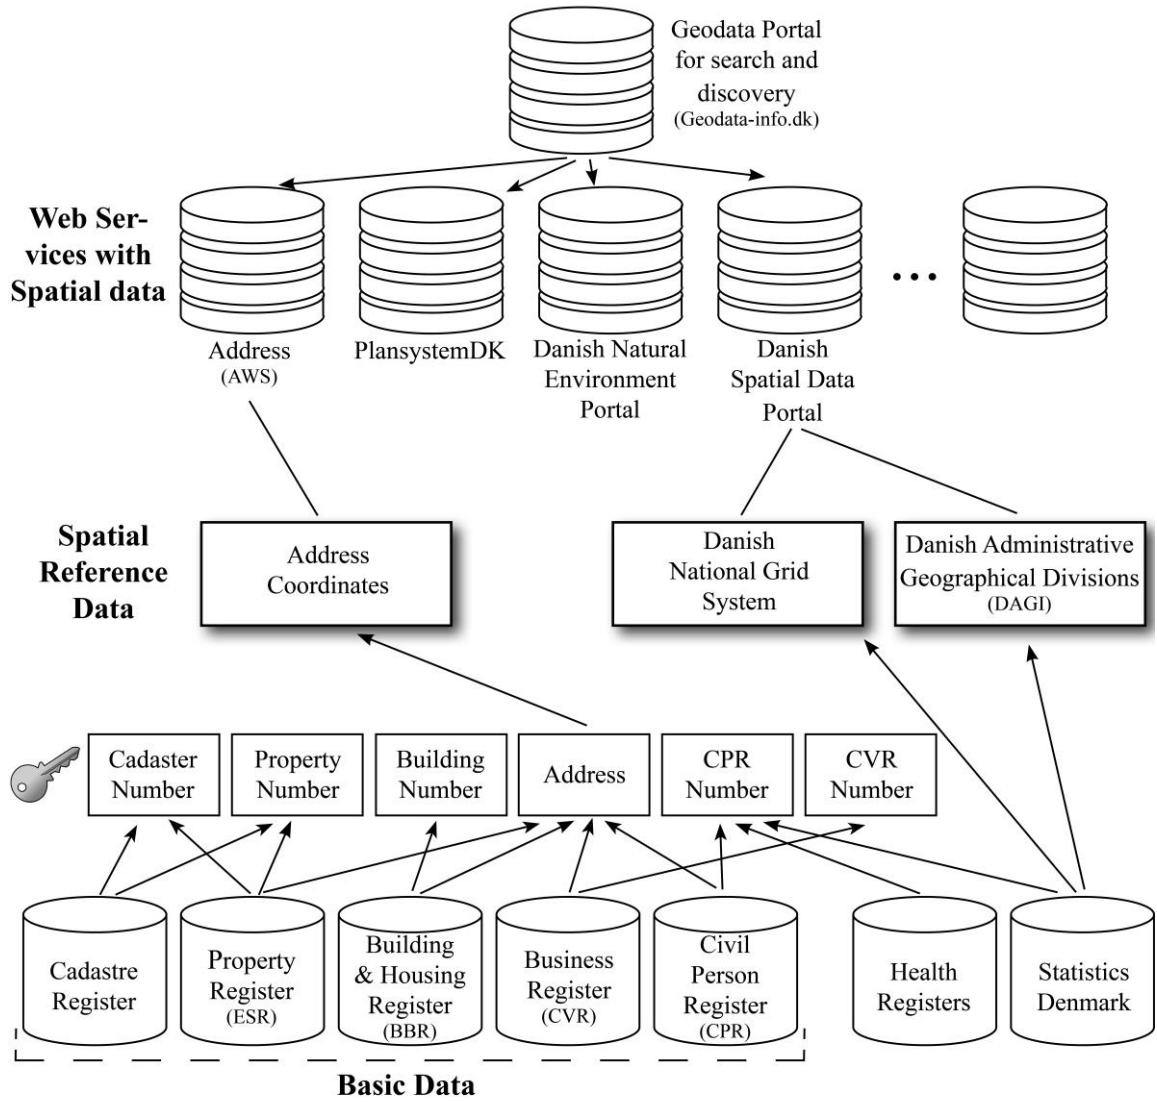 Geodata Portal
for search and
discovery
(Geodata-info.dk)
Web Ser-
vices with
Spatial data
Address
(AWS)
PlansystemDK
Danish Natural
Environment
Portal
Danish
Spatial Data
Portal
...
Spatial
Reference
Data
Address
Coordinates
Danish
National Grid
System
Danish Administrative
Geographical Divisions
(DAGI)
Cadaster
Number
Property
Number
Building
Number
Address
CPR
Number
CVR
Number
Cadastre
Register
Property
Register
(ESR)
Building
& Housing
Register
(BBR)
Business
Register
(CVR)
Civil
Person
Register
(CPR)
Health
Registers
Statistics
Denmark
Basic Data